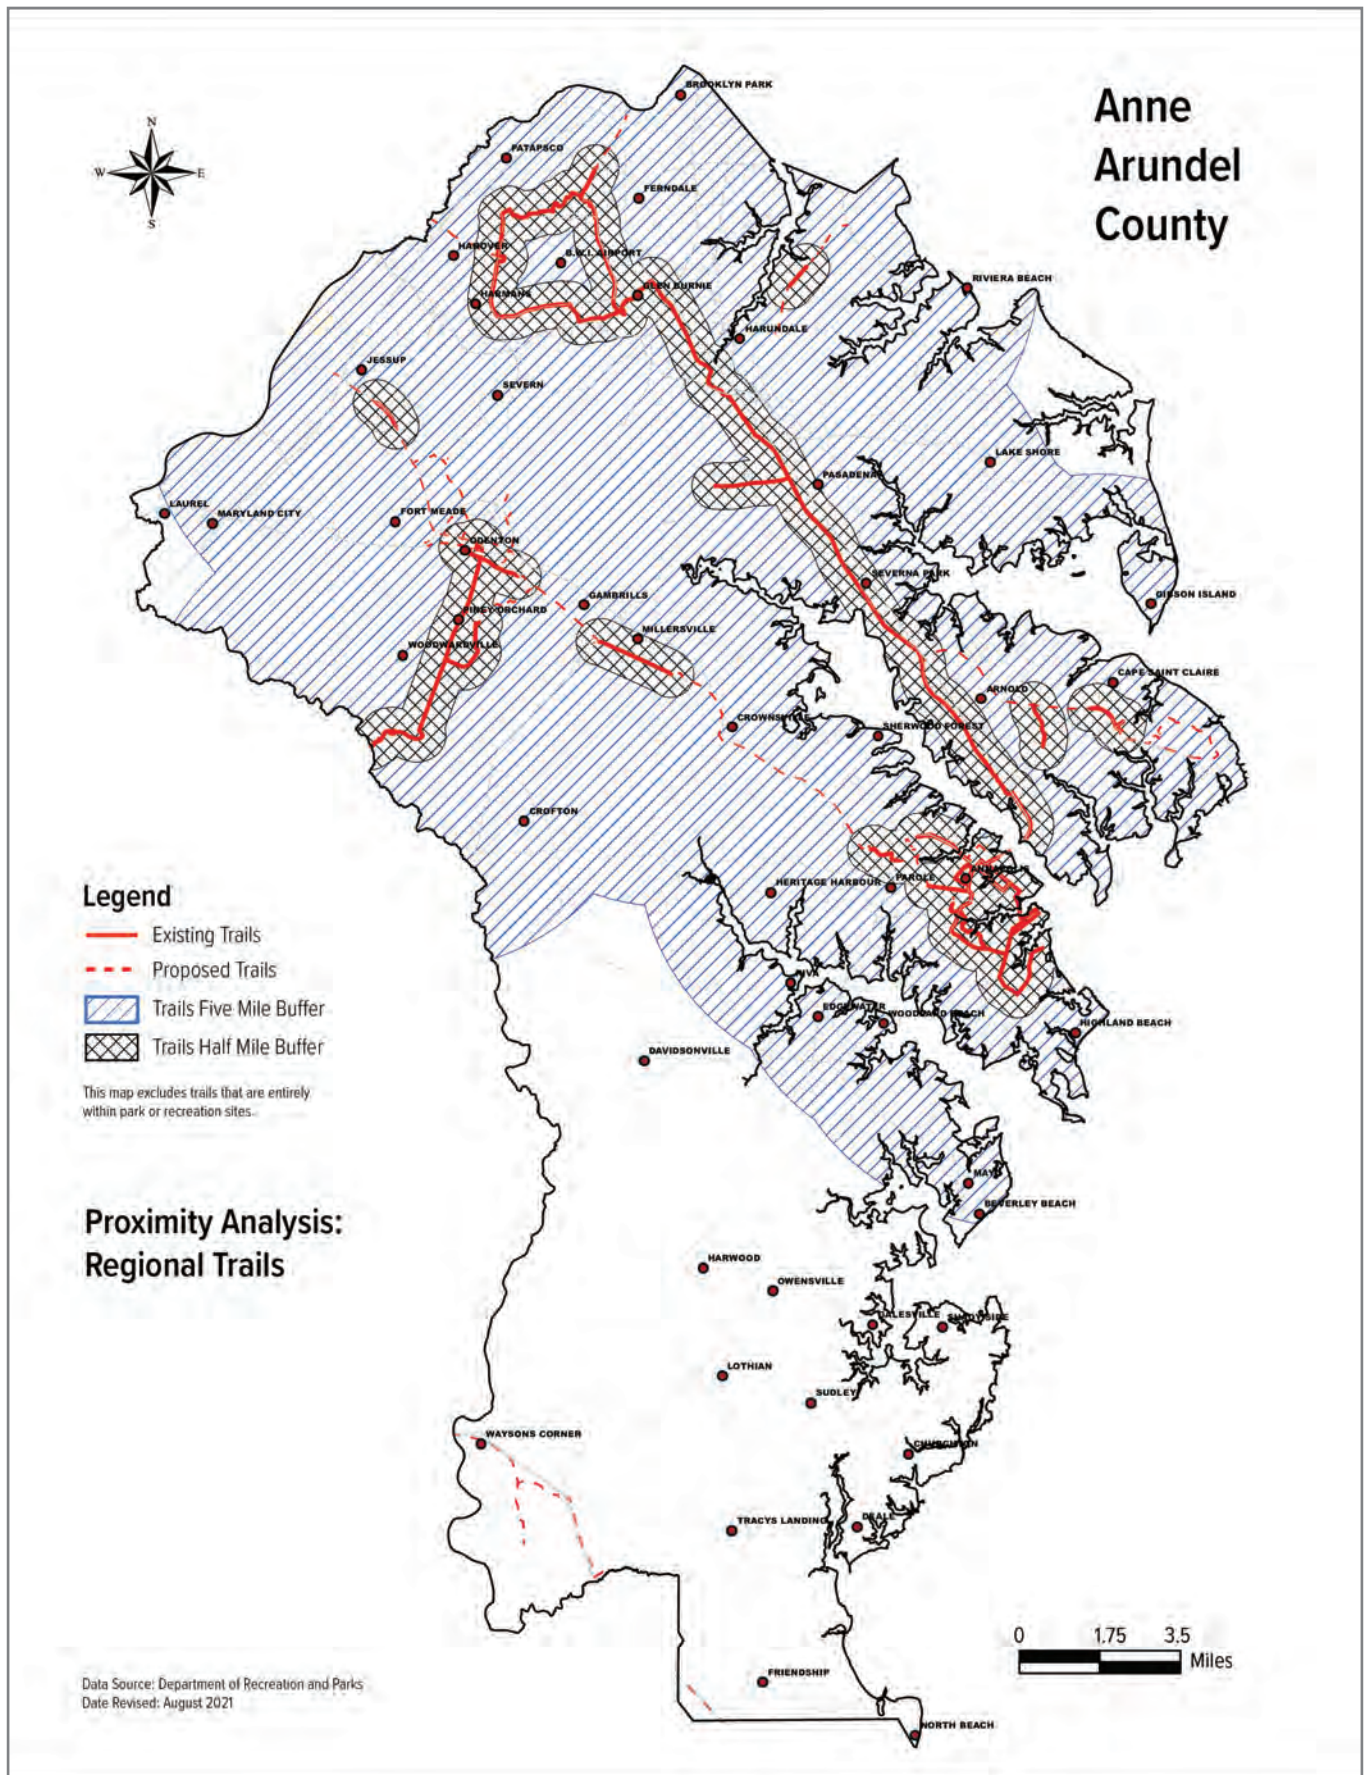 Anne
Arundel
County
N
W
E
S
BROOKLYN PARK
PATAPSCO
FERNDALE
HANOVER
B.W.I. AIRPORT
RIVIERA BEACH
GLEN BURNIE
HARMANS
HARUNDALE
JESSUP
SEVERN
LAKE SHORE
PASADENA
LAUREL
MARYLAND CITY
FORT MEADE
ODENTON
SEVERNA PARK
GIBSON ISLAND
GAMBRILLS
PINEY ORCHARD
MILLERSVILLE
WOODWARDVILLE
CAPE SAINT CLAIRE
ARNOLD
CROWNSVILLE
SHERWOOD FOREST
CROFTON
HERITAGE HARBOUR
PAROLE
ANNAPOLIS
Legend
Existing Trails
Proposed Trails
Trails Five Mile Buffer
Trails Half Mile Buffer
This map excludes trails that are entirely
within park or recreation sites.
RIVA
EDGEWATER
WOODLAND BEACH
HIGHLAND BEACH
DAVIDSONVILLE
MAYO
BEVERLEY BEACH
Proximity Analysis:
Regional Trails
HARWOOD
OWENSVILLE
GALESVILLE
SHADYSIDE
LOTHIAN
SUDLEY
WAYSONS CORNER
CHURCHTON
TRACYS LANDING
DEALE
0 1.75 3.5
Miles
FRIENDSHIP
NORTH BEACH
Data Source: Department of Recreation and Parks
Date Revised: August 2021